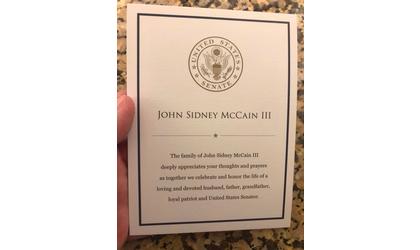 UNITED STATES
SENATE
JOHN SIDNEY MCCAIN III
The family of John Sidney McCain III
deeply appreciates your thoughts and prayers
as together we celebrate and honor the life of a
loving and devoted husband, father, grandfather,
loyal patriot and United States Senator.